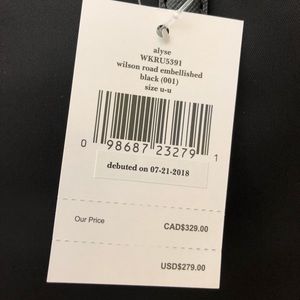 alyse
WKRU5391
wilson road embellished
black (001)
size u-u
0 98687 23279 1
debuted on 07-21-2018
Our Price CAD$329.00
USD$279.00